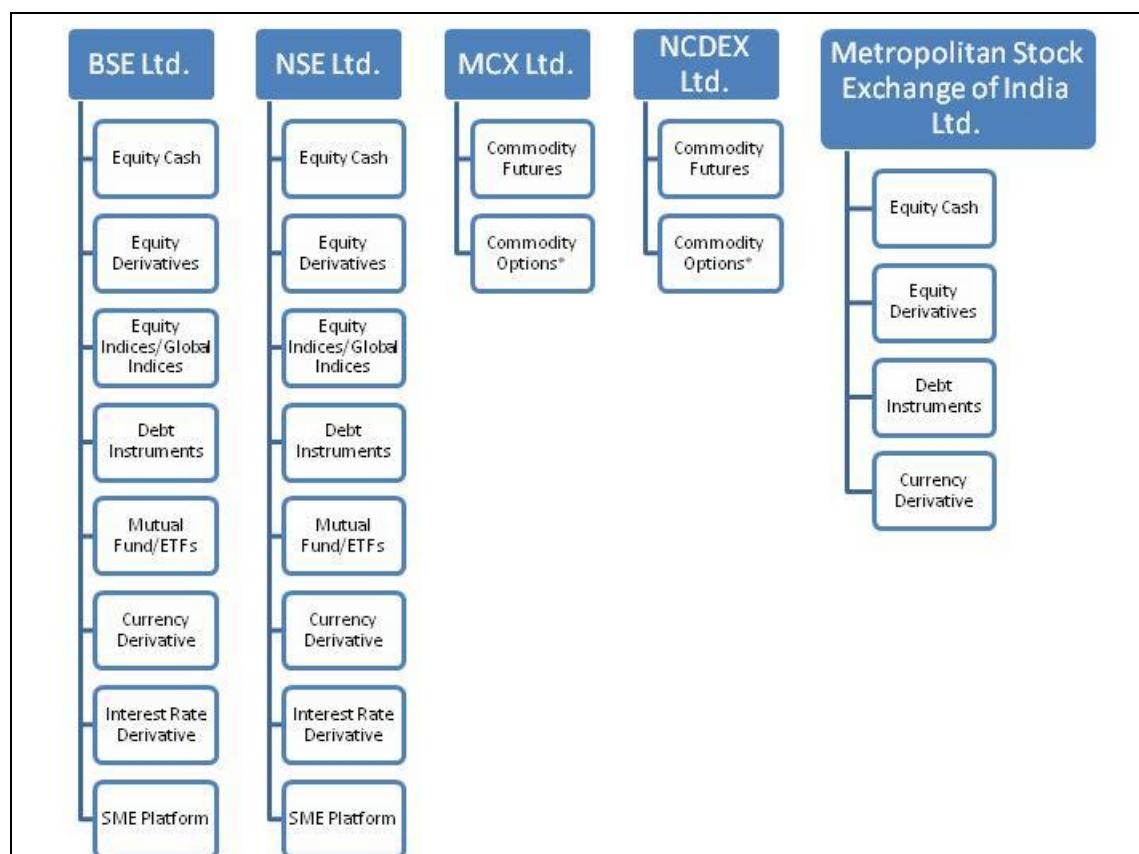 BSE Ltd.
Equity Cash
Equity
Derivatives
Equity
Indices/Global
Indices
Debt
Instruments
Mutual
Fund/ETFs
Currency
Derivative
Interest Rate
Derivative
SME Platform
NSE Ltd.
Equity Cash
Equity
Derivatives
Equity
Indices/Global
Indices
Debt
Instruments
Mutual
Fund/ETFs
Currency
Derivative
Interest Rate
Derivative
SME Platform
MCX Ltd.
Commodity
Futures
Commodity
Options*
NCDEX
Ltd.
Commodity
Futures
Commodity
Options*
Metropolitan Stock
Exchange of India
Ltd.
Equity Cash
Equity
Derivatives
Debt
Instruments
Currency
Derivative